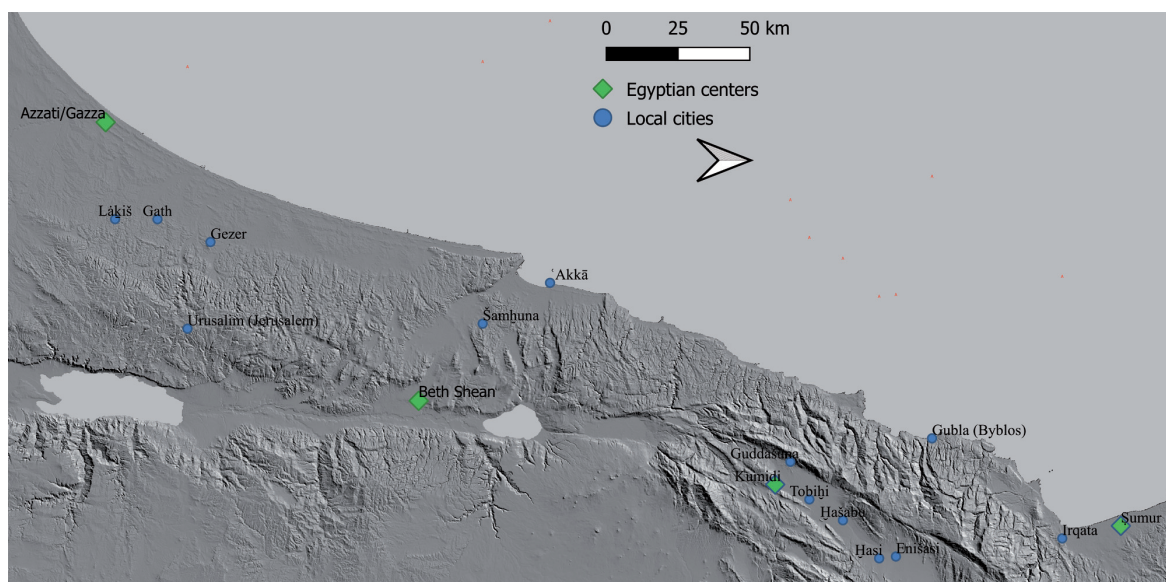 0 25 50 km
Egyptian centers
Local cities
Azzati/Gazza
Lákiš Gath
Gezer
Akkā
Urusalim (Jerusalem)
Šamḫuna
Beth Shean
Gubla (Byblos)
Guddašuna
Kumidi
Tobiḫi
Ḫašabu
Ṣumur
Irqata
Ḫasi Enišasi